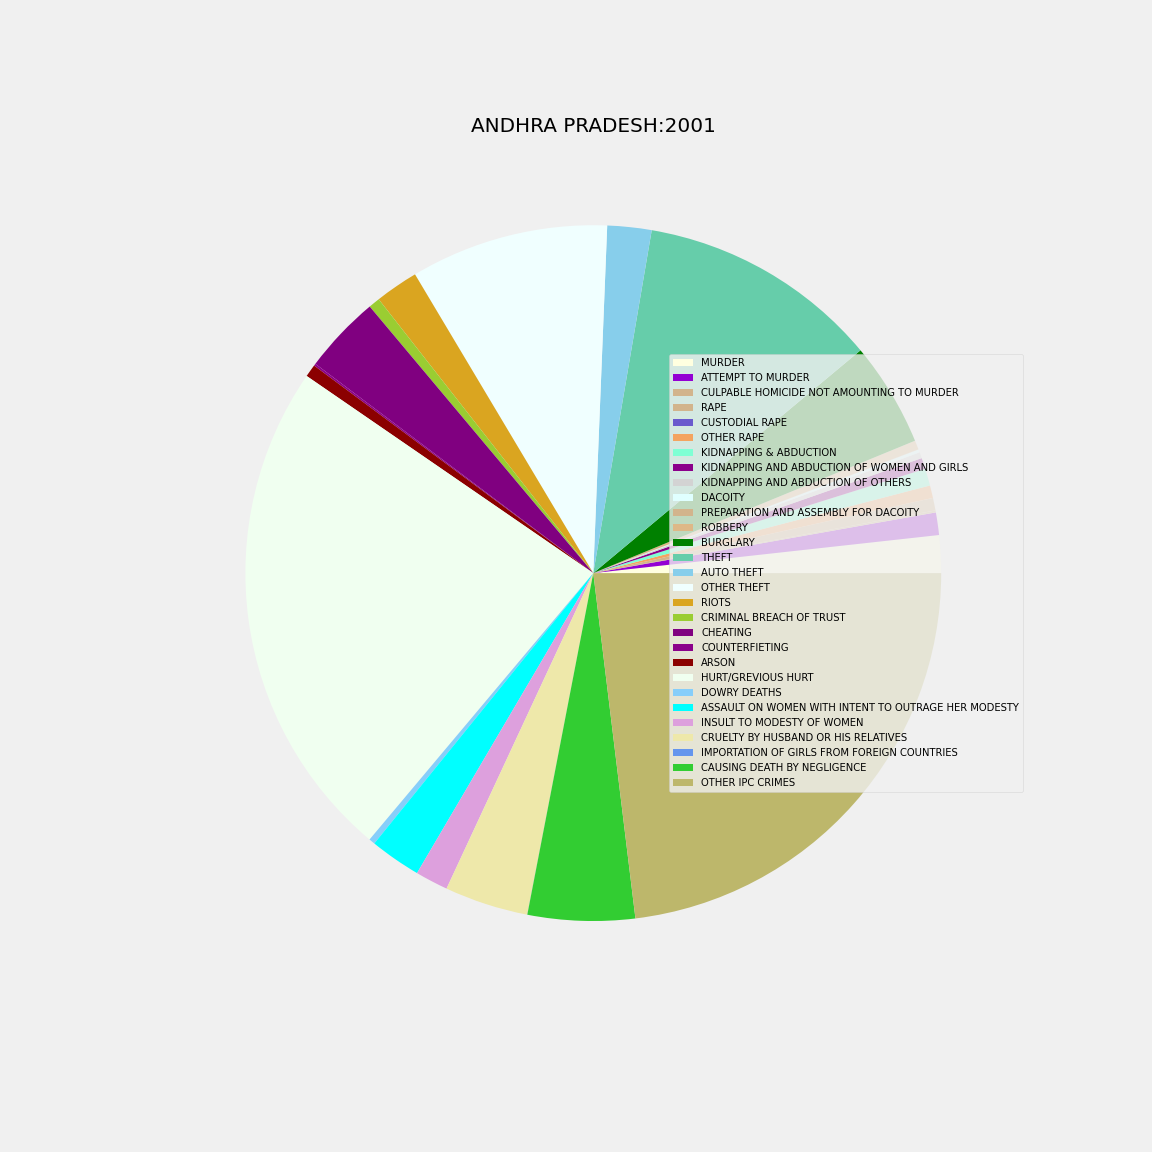 ANDHRA PRADESH:2001
MURDER
ATTEMPT TO MURDER
CULPABLE HOMICIDE NOT AMOUNTING TO MURDER
RAPE
CUSTODIAL RAPE
OTHER RAPE
KIDNAPPING & ABDUCTION
KIDNAPPING AND ABDUCTION OF WOMEN AND GIRLS
KIDNAPPING AND ABDUCTION OF OTHERS
DACOITY
PREPARATION AND ASSEMBLY FOR DACOITY
ROBBERY
BURGLARY
THEFT
AUTO THEFT
OTHER THEFT
RIOTS
CRIMINAL BREACH OF TRUST
CHEATING
COUNTERFIETING
ARSON
HURT/GREVIOUS HURT
DOWRY DEATHS
ASSAULT ON WOMEN WITH INTENT TO OUTRAGE HER MODESTY
INSULT TO MODESTY OF WOMEN
CRUELTY BY HUSBAND OR HIS RELATIVES
IMPORTATION OF GIRLS FROM FOREIGN COUNTRIES
CAUSING DEATH BY NEGLIGENCE
OTHER IPC CRIMES